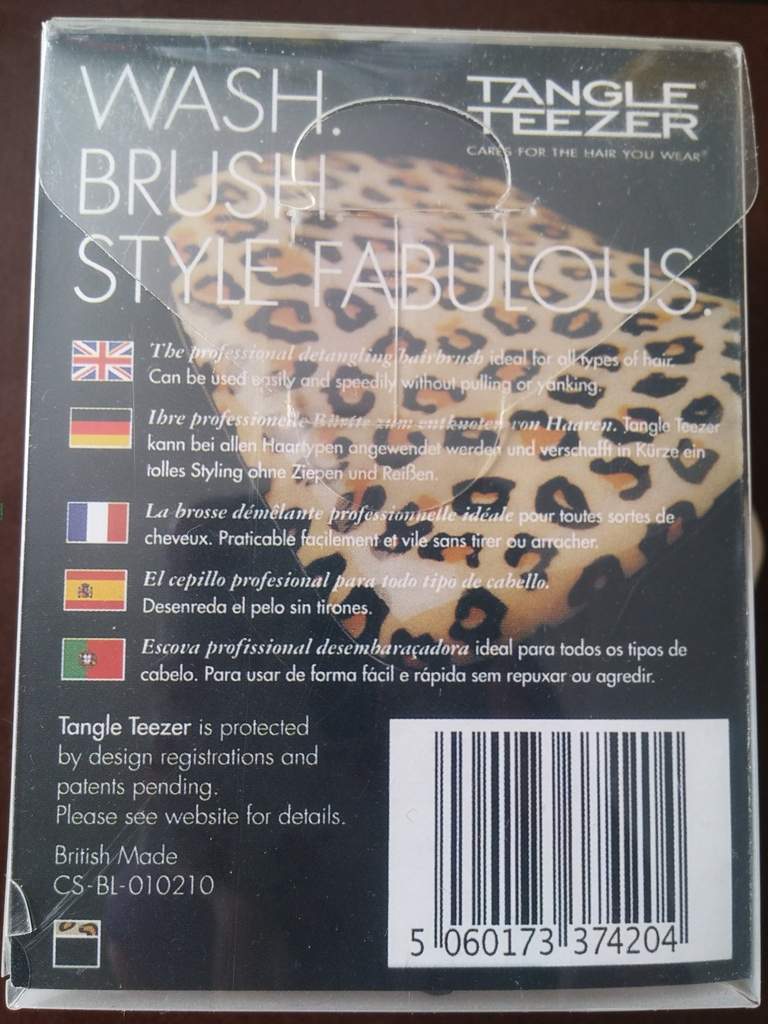 WASH.
BRUSH.
STYLE FABULOUS.
TANGLE
TEEZER
CARES FOR THE HAIR YOU WEAR®
The professional detangling hairbrush ideal for all types of hair.
Can be used easily and speedily without pulling or yanking.
Ihre professionelle Bürste zum entknoten von Haaren. Tangle Teezer
kann bei allen Haartypen angewendet werden und verschafft in Kürze ein
tolles Styling ohne Ziepen und Reißen.
La brosse démêlante professionnelle idéale pour toutes sortes de
cheveux. Praticable facilement et vile sans tirer ou arracher.
El cepillo profesional para todo tipo de cabello.
Desenreda el pelo sin tirones.
Escova profissional desembaraçadora ideal para todos os tipos de
cabelo. Para usar de forma fácil e rápida sem repuxar ou agredir.
Tangle Teezer is protected
by design registrations and
patents pending.
Please see website for details.
British Made
CS-BL-010210
5 060173 374204